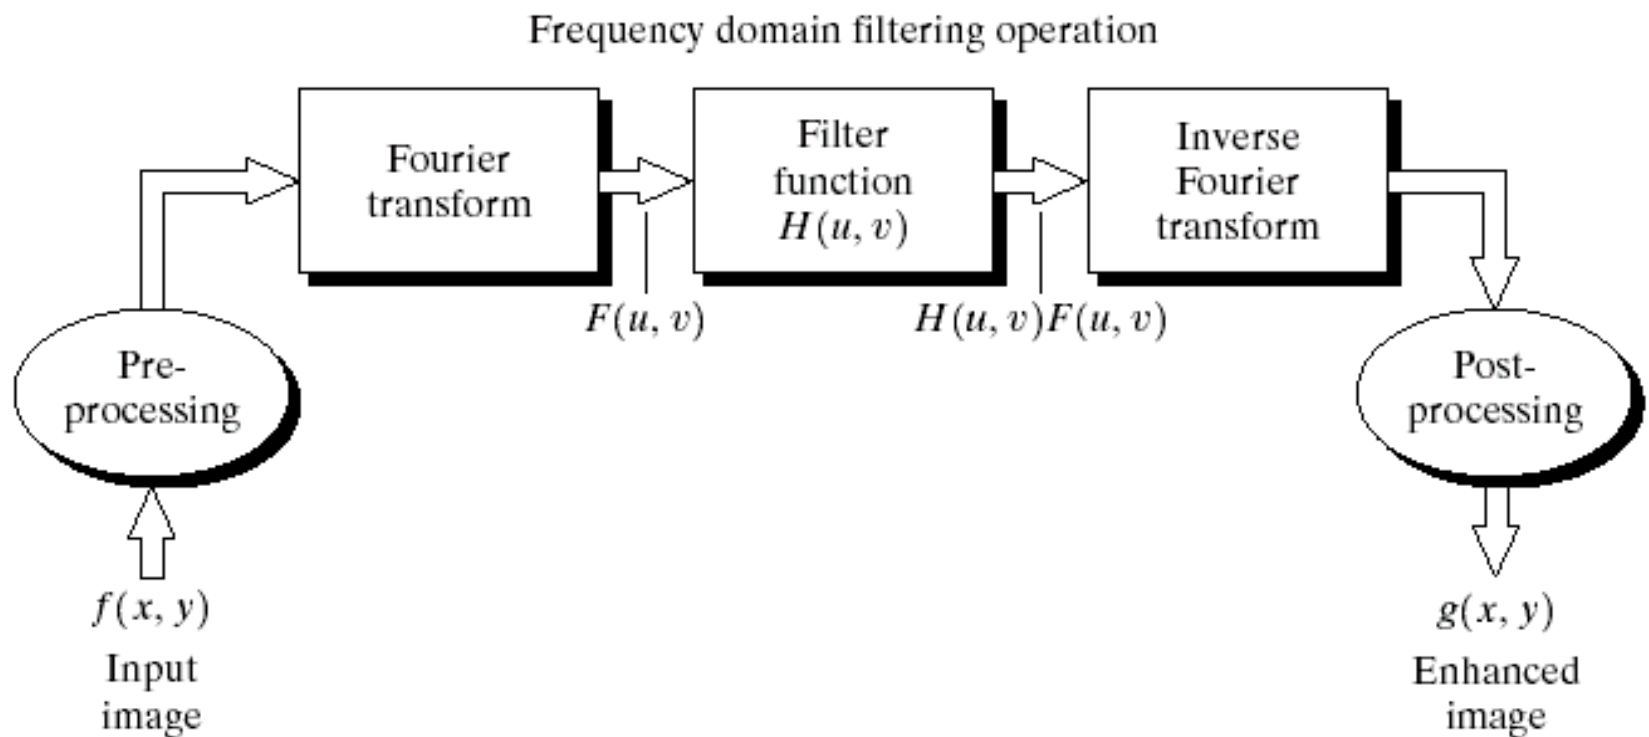 Frequency domain filtering operation
Fourier
transform
Filter
function
H(u, v)
Inverse
Fourier
transform
F(u, v)
H(u, v)F(u, v)
Pre-
processing
Post-
processing
f(x, y)
Input
image
g(x, y)
Enhanced
image